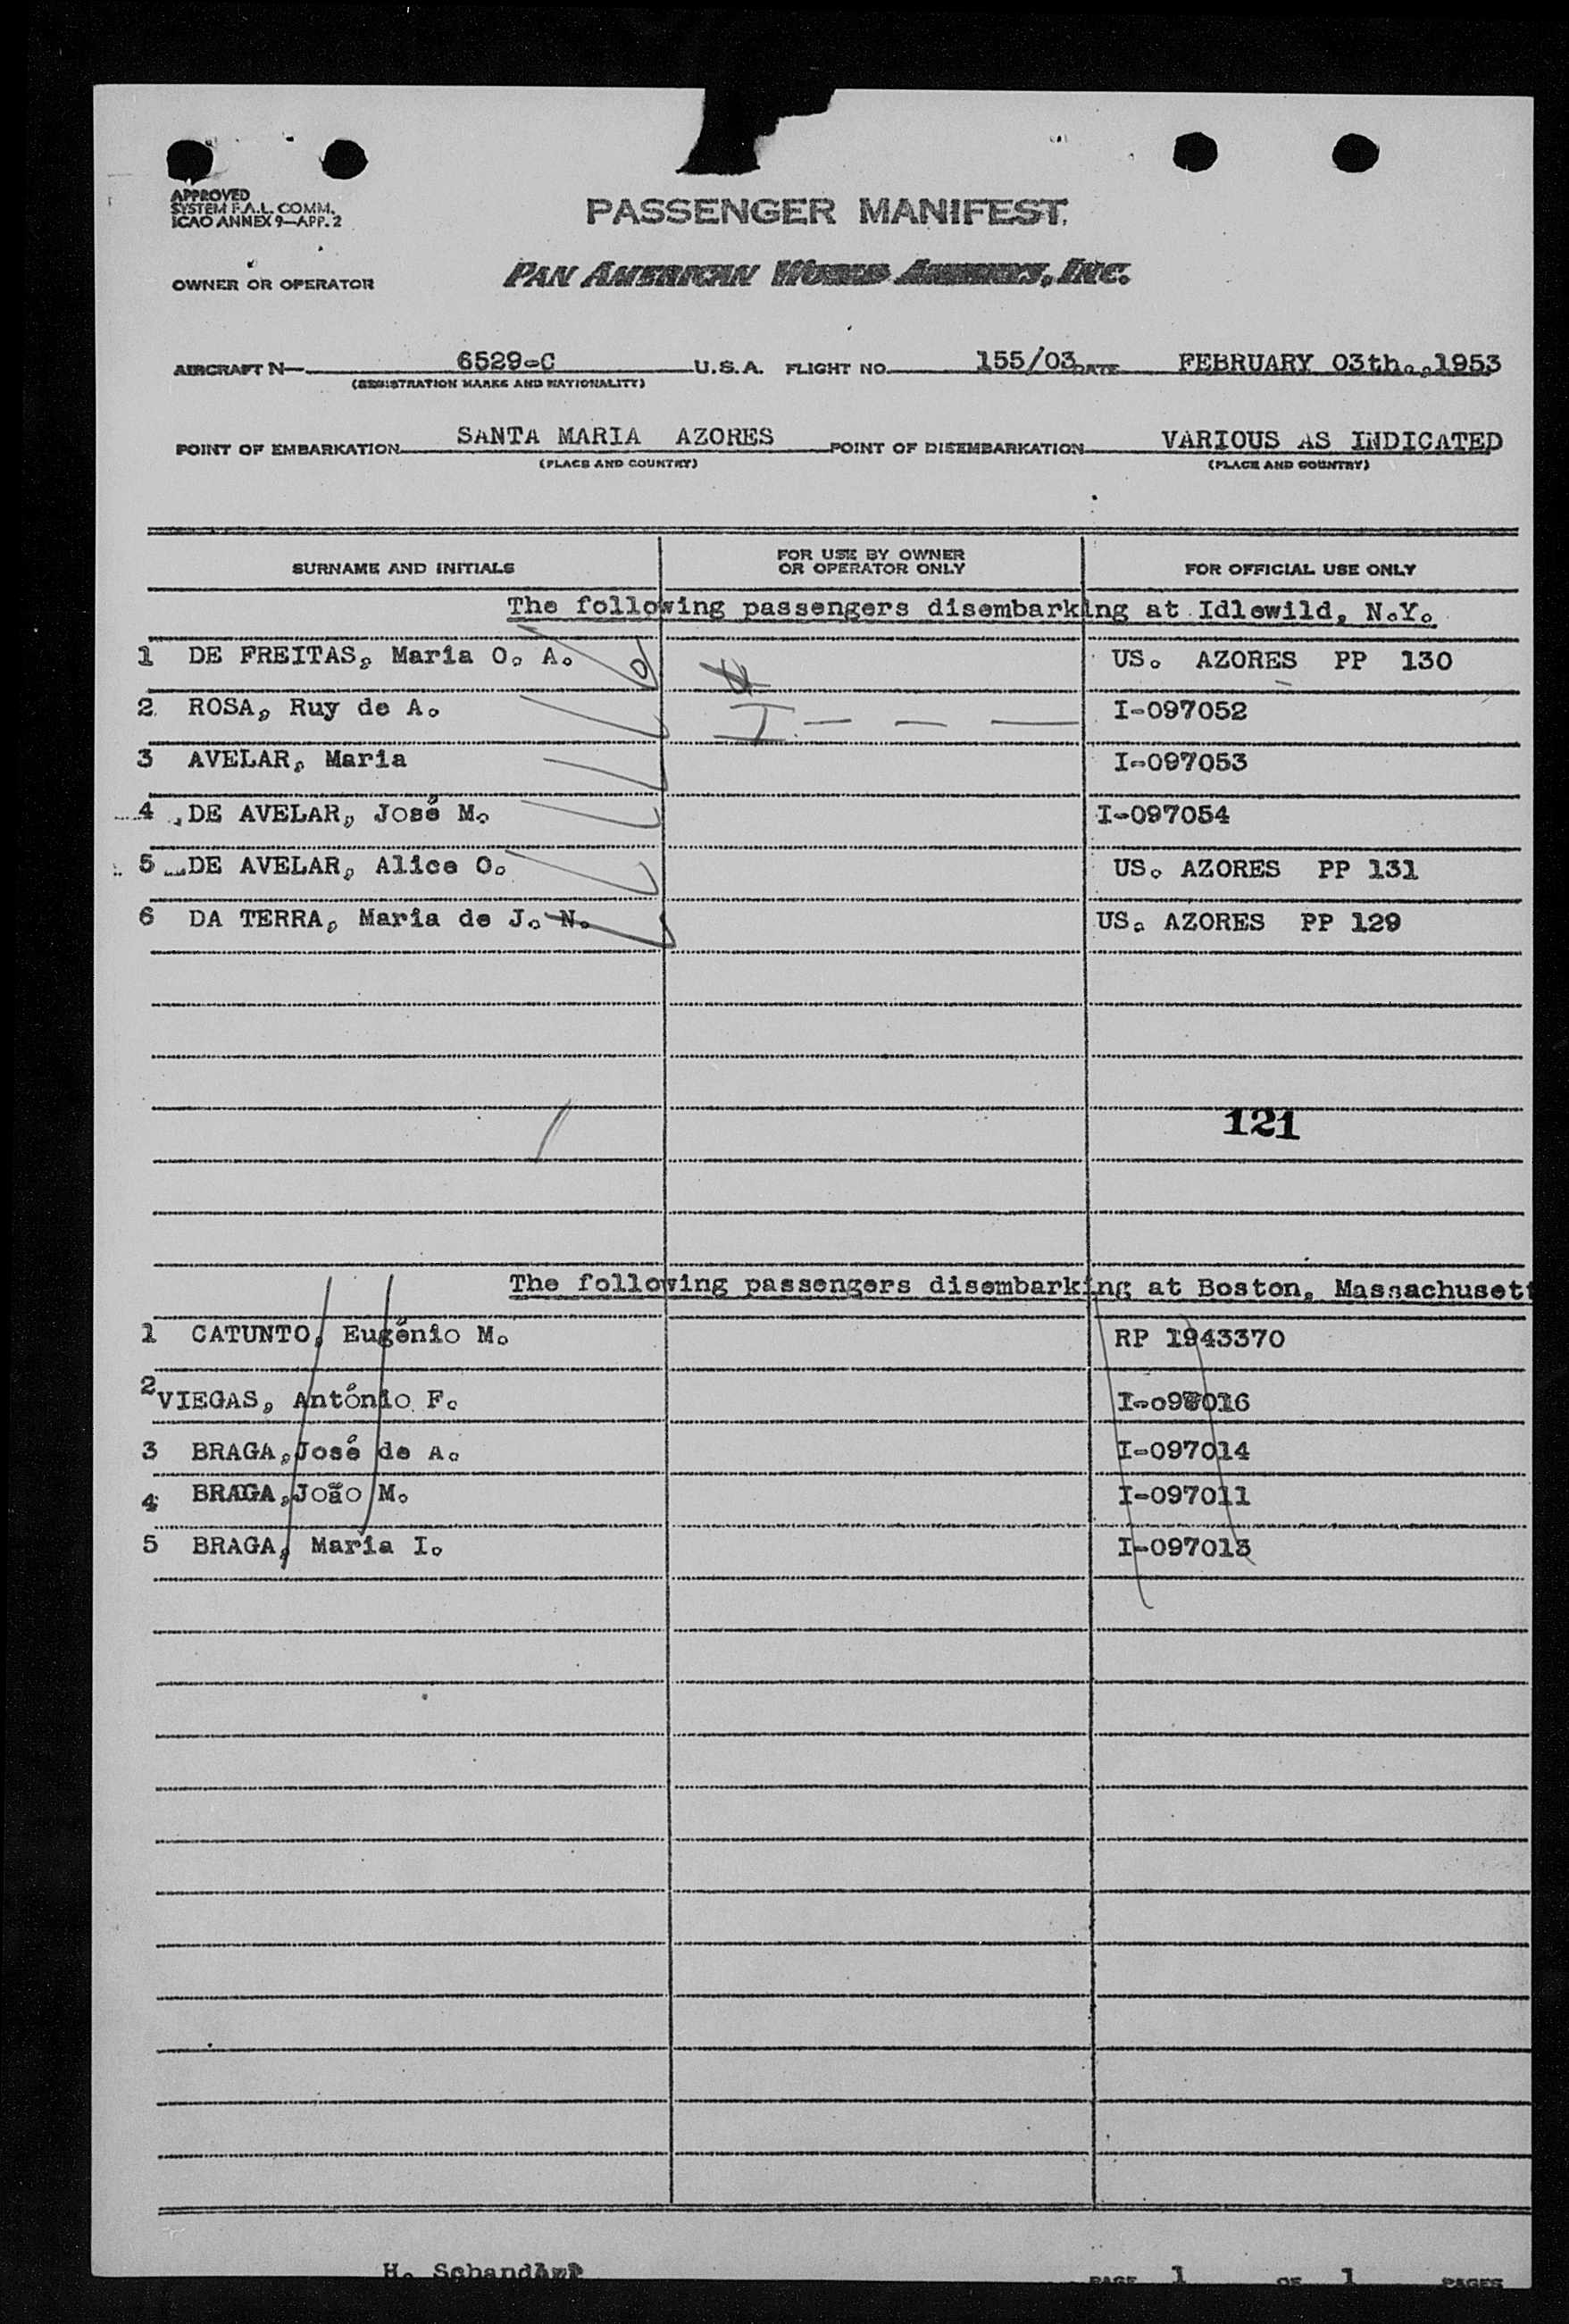 APPROVED
SYSTEM F.A.L. COMM.
ICAO ANNEX 9—APP. 2
PASSENGER MANIFEST
OWNER OR OPERATOR PAN AMERICAN WORLD AIRWAYS, INC.
AIRCRAFT N— 6529-C U.S.A. FLIGHT NO. 155/03 DATE FEBRUARY 03th.,1953
(REGISTRATION MARKS AND NATIONALITY)
POINT OF EMBARKATION SANTA MARIA AZORES POINT OF DISEMBARKATION VARIOUS AS INDICATED
(PLACE AND COUNTRY) (PLACE AND COUNTRY)
SURNAME AND INITIALS FOR USE BY OWNER OR OPERATOR ONLY FOR OFFICIAL USE ONLY
The following passengers disembarking at Idlewild, N.Y.
1 DE FREITAS, Maria O. A. US. AZORES PP 130
2 ROSA, Ruy de A. I-097052
3 AVELAR, Maria I-097053
4 DE AVELAR, José M. I-097054
5 DE AVELAR, Alice O. US. AZORES PP 131
6 DA TERRA, Maria de J. N. US. AZORES PP 129
121
The following passengers disembarking at Boston, Massachusett
1 CATUNTO, Eugénio M. RP 1943370
2 VIEGAS, António F. I-o97016
3 BRAGA,José de A. I-097014
4 BRAGA,João M. I-097011
5 BRAGA, Maria I. I-097013
H.
PAGE 1 OF 1 PAGES